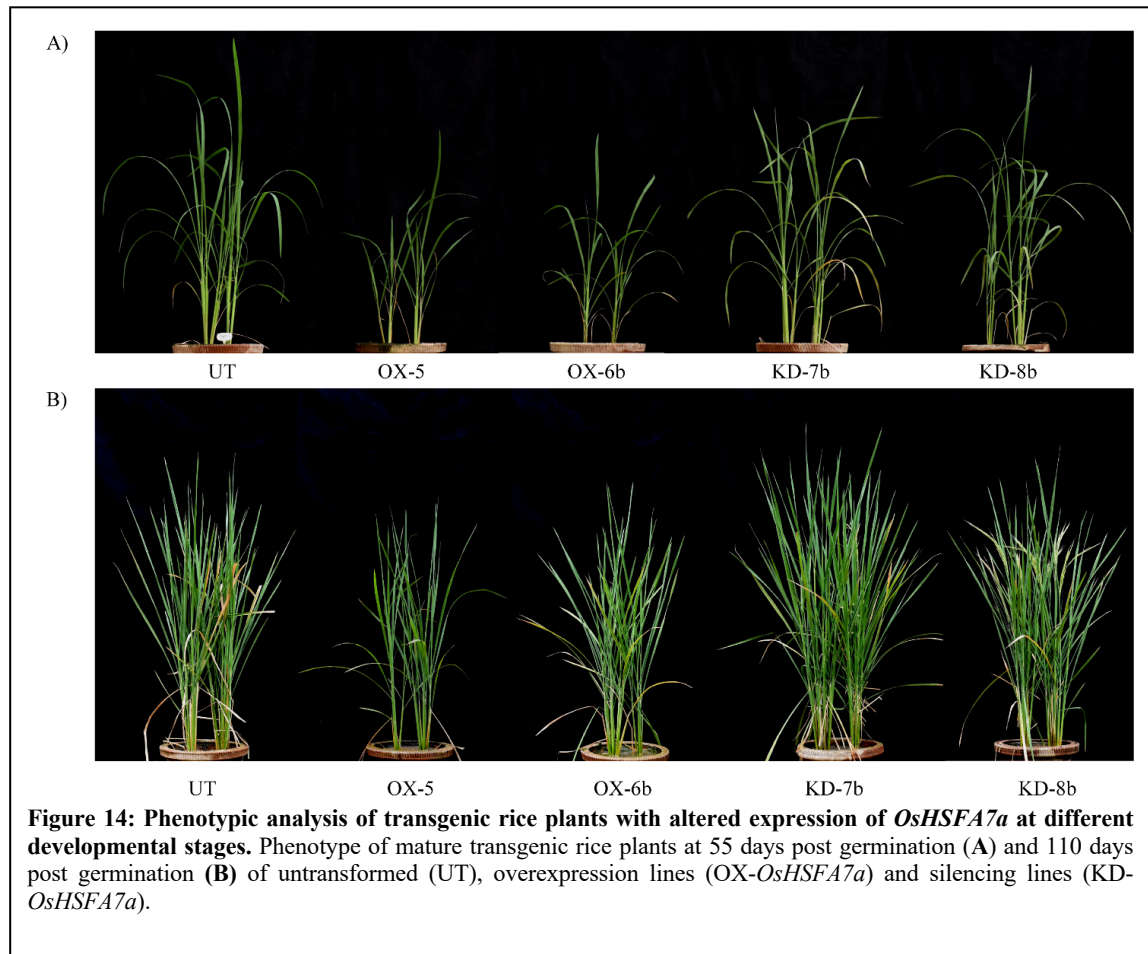 A)
UT OX-5 OX-6b KD-7b KD-8b
B)
UT OX-5 OX-6b KD-7b KD-8b
Figure 14: Phenotypic analysis of transgenic rice plants with altered expression of OsHSFA7a at different
developmental stages. Phenotype of mature transgenic rice plants at 55 days post germination (A) and 110 days
post germination (B) of untransformed (UT), overexpression lines (OX-OsHSFA7a) and silencing lines (KD-
OsHSFA7a).